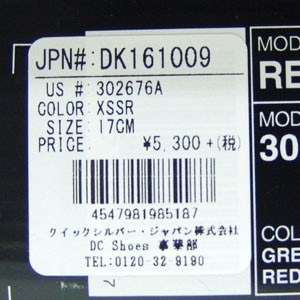 JPN#:DK161009
US #: 302676A
COLOR: XSSR
SIZE: 17CM
PRICE: ¥5,300+(税)
4547981985187
クイックシルバー・ジャパン株式会社
DC Shoes 事業部
TEL:0120-32-9190
MOD
RE
MOD
30
COL
GRE
RED